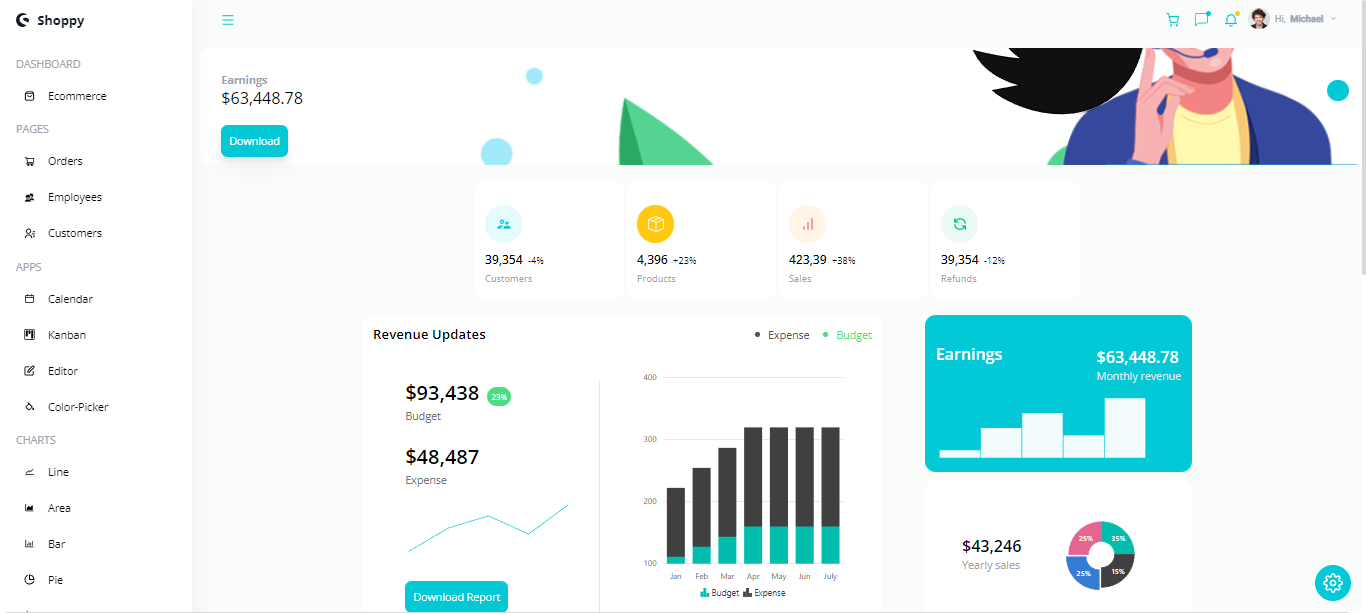 Shoppy
Hi, Michael
DASHBOARD
Ecommerce
PAGES
Orders
Employees
Customers
APPS
Calendar
Kanban
Editor
Color-Picker
CHARTS
Line
Area
Bar
Pie
Earnings
$63,448.78
Download
39,354 -4%
Customers
4,396 +23%
Products
423,39 +38%
Sales
39,354 -12%
Refunds
Revenue Updates
Expense Budget
$93,438 23%
Budget
$48,487
Expense
Download Report
400
300
200
100
Jan Feb Mar Apr May Jun July
Budget Expense
Earnings
$63,448.78
Monthly revenue
$43,246
Yearly sales
25% 35%
25% 15%